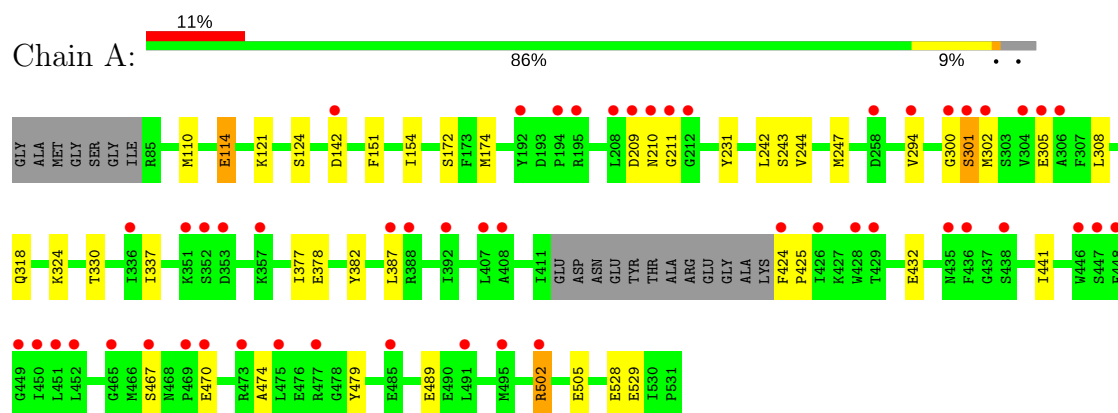 11%
Chain A:
86% 9% • •
GLY ALA MET GLY SER GLY ILE R85 M110 E114 K121 S124 D142 F151 I154 S172 F173 M174 Y192 D193 P194 R195 L208 D209 N210 G211 G212 Y231 L242 S243 V244 M247 D258 V294 G300 S301 M302 S303 V304 E305 A306 F307 L308
Q318 K324 T330 I336 I337 K351 S352 D353 K357 I377 E378 Y382 L387 R388 I392 L407 A408 I411 GLU ASP ASN GLU TYR THR ALA ARG GLU GLY ALA LYS F424 P425 I426 K427 W428 T429 E432 N435 F436 G437 S438 I441 W446 S447 E448
G449 I450 L451 L452 G465 M466 S467 N468 P469 E470 R473 A474 L475 E476 R477 G478 Y479 E485 E489 E490 L491 M495 R502 E505 E528 E529 I530 P531